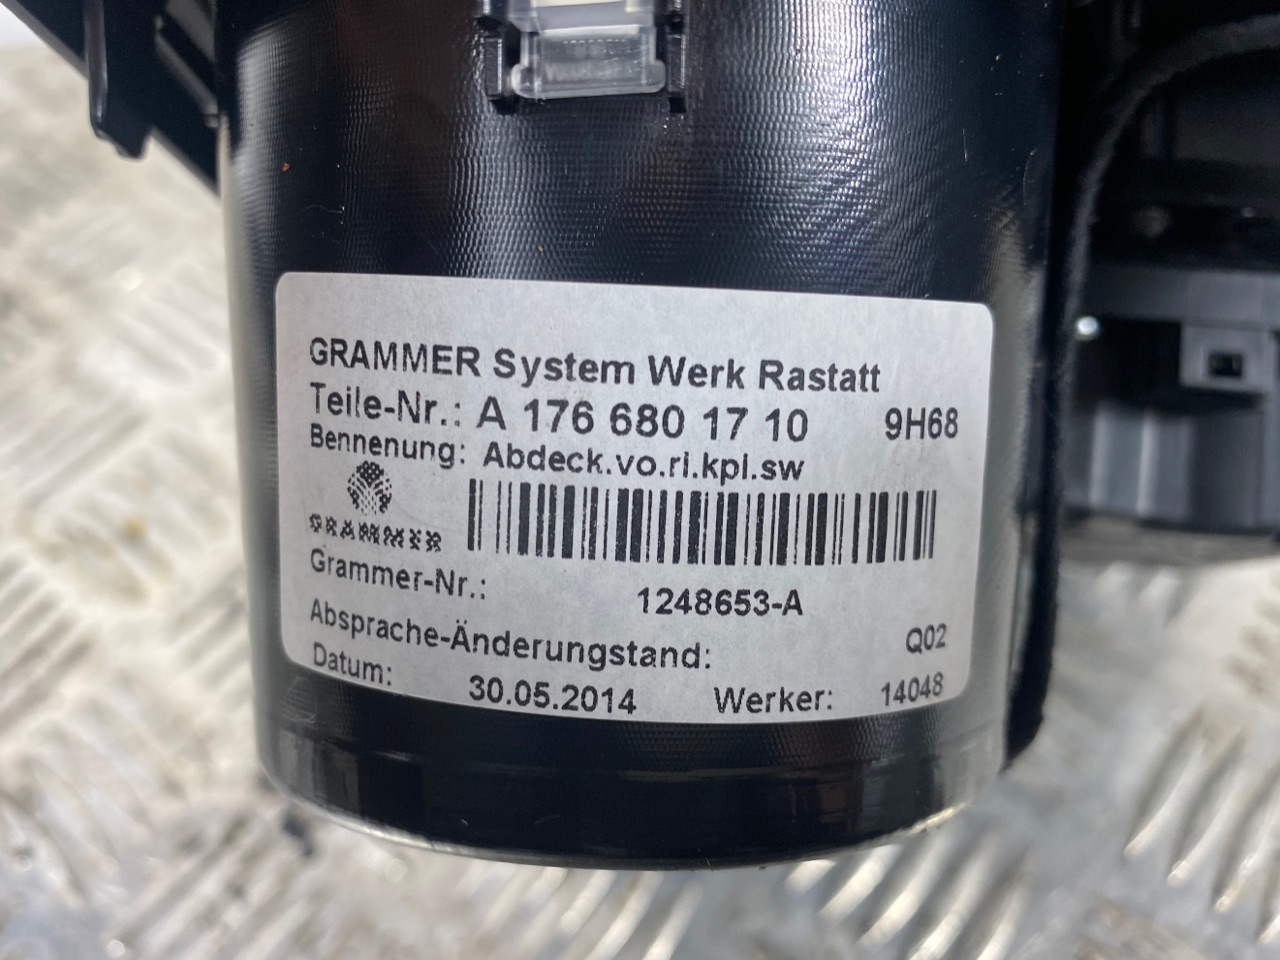 GRAMMER System Werk Rastatt
Teile-Nr.: A 176 680 17 10 9H68
Bennenung: Abdeck.vo.ri.kpl.sw
GRAMMER
Grammer-Nr.: 1248653-A
Absprache-Änderungstand: Q02
Datum: 30.05.2014 Werker: 14048